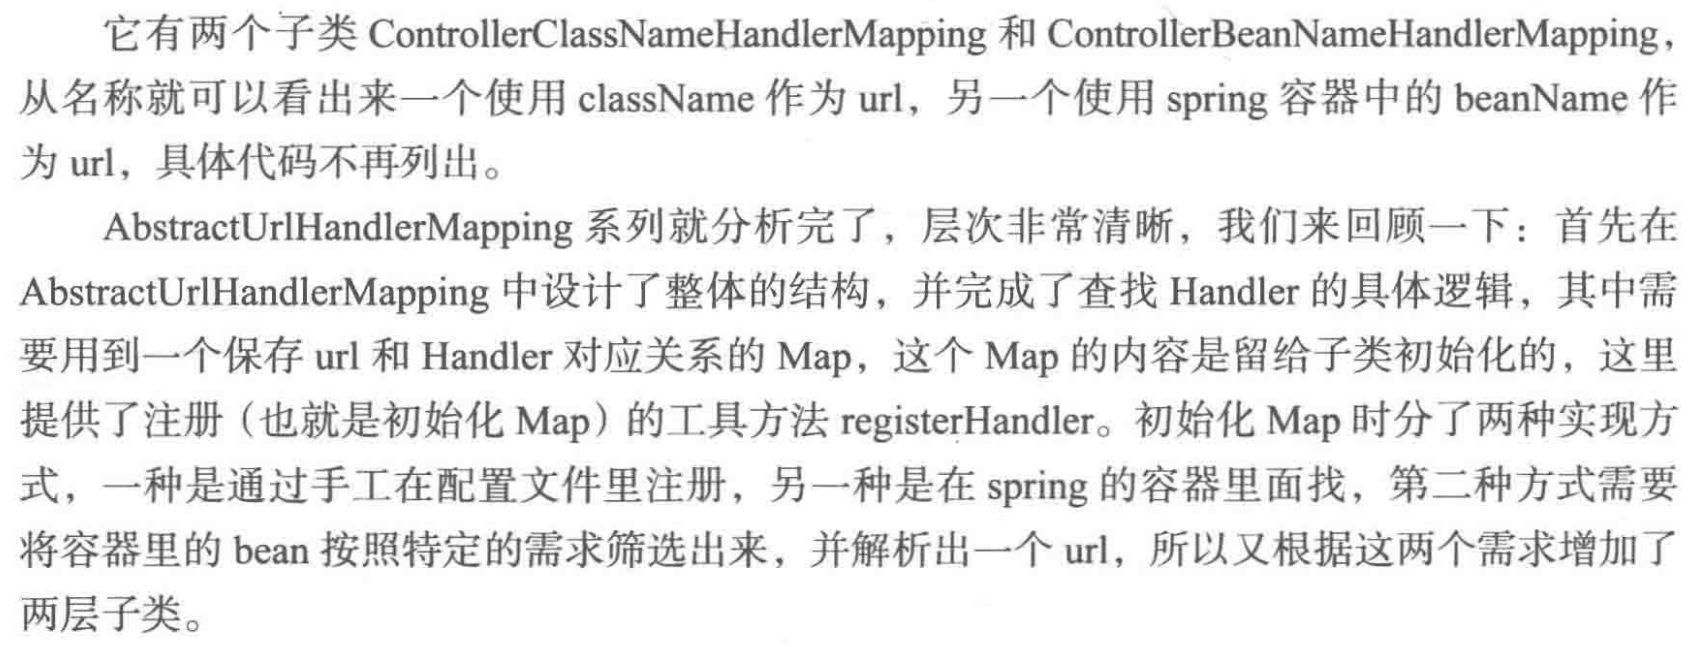 它有两个子类 ControllerClassNameHandlerMapping 和 ControllerBeanNameHandlerMapping，
从名称就可以看出来一个使用 className 作为 url，另一个使用 spring 容器中的 beanName 作
为 url，具体代码不再列出。
AbstractUrlHandlerMapping 系列就分析完了，层次非常清晰，我们来回顾一下：首先在
AbstractUrlHandlerMapping 中设计了整体的结构，并完成了查找 Handler 的具体逻辑，其中需
要用到一个保存 url 和 Handler 对应关系的 Map，这个 Map 的内容是留给子类初始化的，这里
提供了注册（也就是初始化 Map）的工具方法 registerHandler。初始化 Map 时分了两种实现方
式，一种是通过手工在配置文件里注册，另一种是在 spring 的容器里面找，第二种方式需要
将容器里的 bean 按照特定的需求筛选出来，并解析出一个 url，所以又根据这两个需求增加了
两层子类。